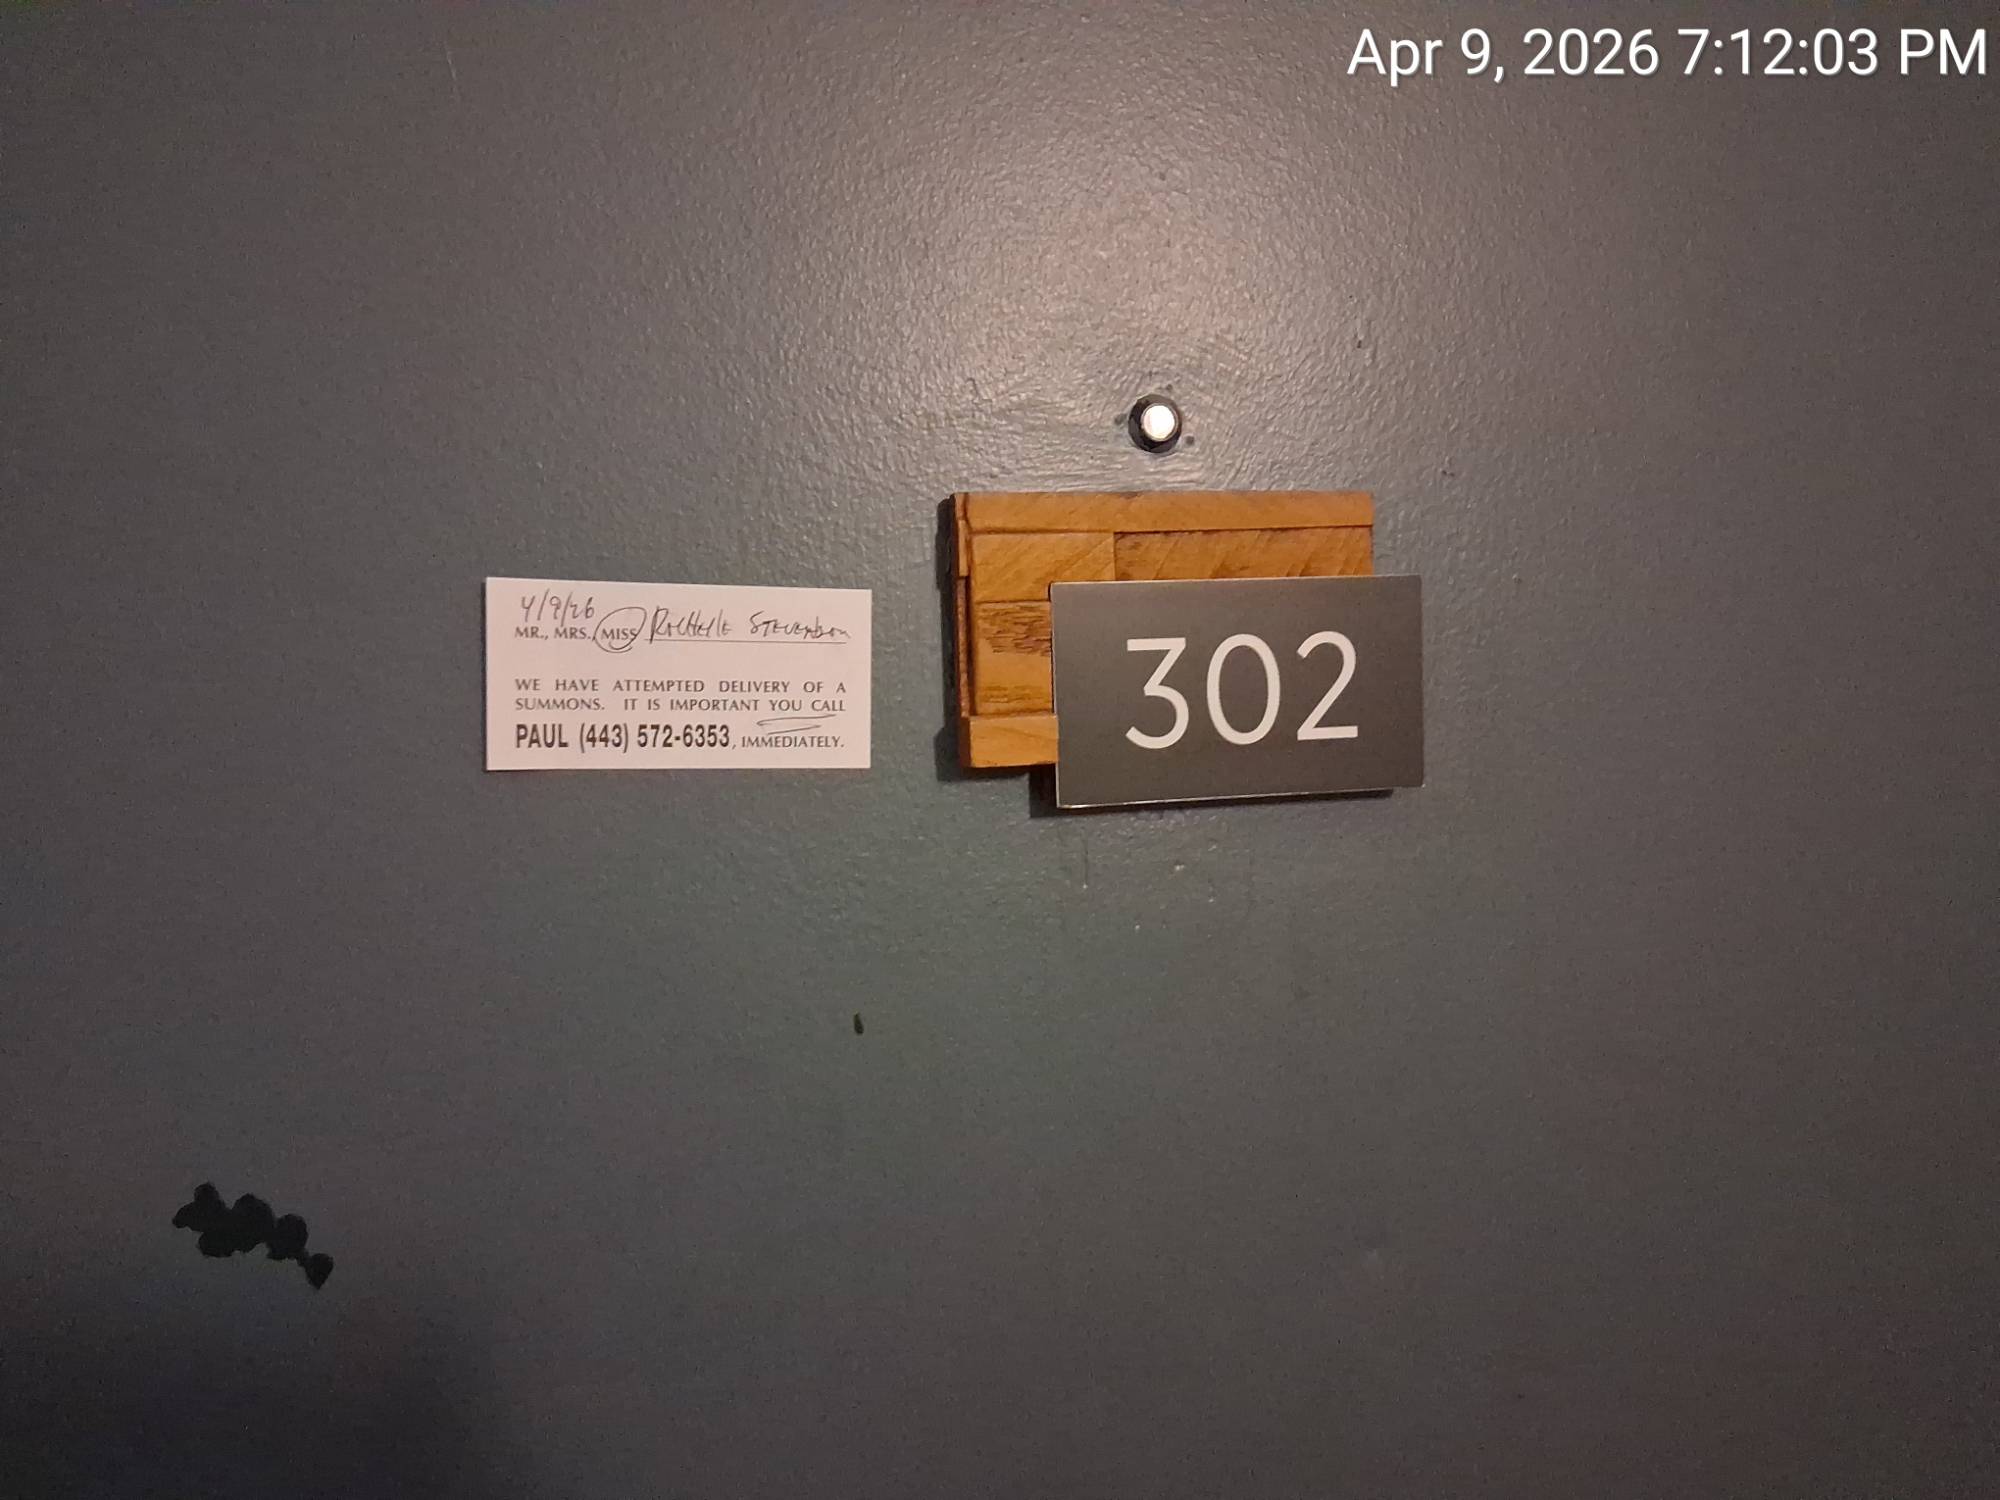 Apr 9, 2026 7:12:03 PM
4/9/26
MR., MRS., MISS Rochelle Stevenson
WE HAVE ATTEMPTED DELIVERY OF A
SUMMONS. IT IS IMPORTANT YOU CALL
PAUL (443) 572-6353, IMMEDIATELY.
302